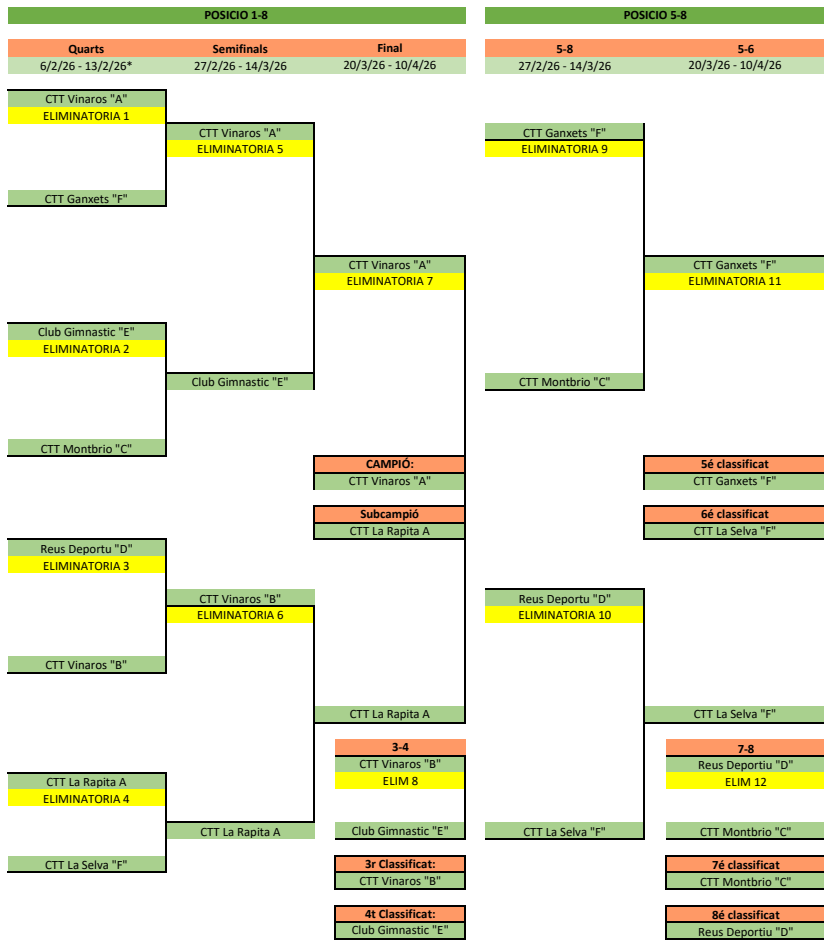 POSICIO 1-8
POSICIO 5-8
Quarts
Semifinals
Final
5-8
5-6
6/2/26 - 13/2/26*
27/2/26 - 14/3/26
20/3/26 - 10/4/26
27/2/26 - 14/3/26
20/3/26 - 10/4/26
CTT Vinaros "A"
ELIMINATORIA 1
CTT Vinaros "A"
CTT Ganxets "F"
ELIMINATORIA 5
ELIMINATORIA 9
CTT Ganxets "F"
CTT Vinaros "A"
CTT Ganxets "F"
ELIMINATORIA 7
ELIMINATORIA 11
Club Gimnastic "E"
ELIMINATORIA 2
Club Gimnastic "E"
CTT Montbrio "C"
CTT Montbrio "C"
CAMPIÓ:
5é classificat
CTT Vinaros "A"
CTT Ganxets "F"
Subcampió
6é classificat
CTT La Rapita A
CTT La Selva "F"
Reus Deportu "D"
ELIMINATORIA 3
CTT Vinaros "B"
Reus Deportu "D"
ELIMINATORIA 6
ELIMINATORIA 10
CTT Vinaros "B"
CTT La Rapita A
CTT La Selva "F"
3-4
7-8
CTT Vinaros "B"
Reus Deportiu "D"
CTT La Rapita A
ELIM 8
ELIM 12
ELIMINATORIA 4
CTT La Rapita A
Club Gimnastic "E"
CTT La Selva "F"
CTT Montbrio "C"
CTT La Selva "F"
3r Classificat:
7é classificat
CTT Vinaros "B"
CTT Montbrio "C"
4t Classificat:
8é classificat
Club Gimnastic "E"
Reus Deportiu "D"